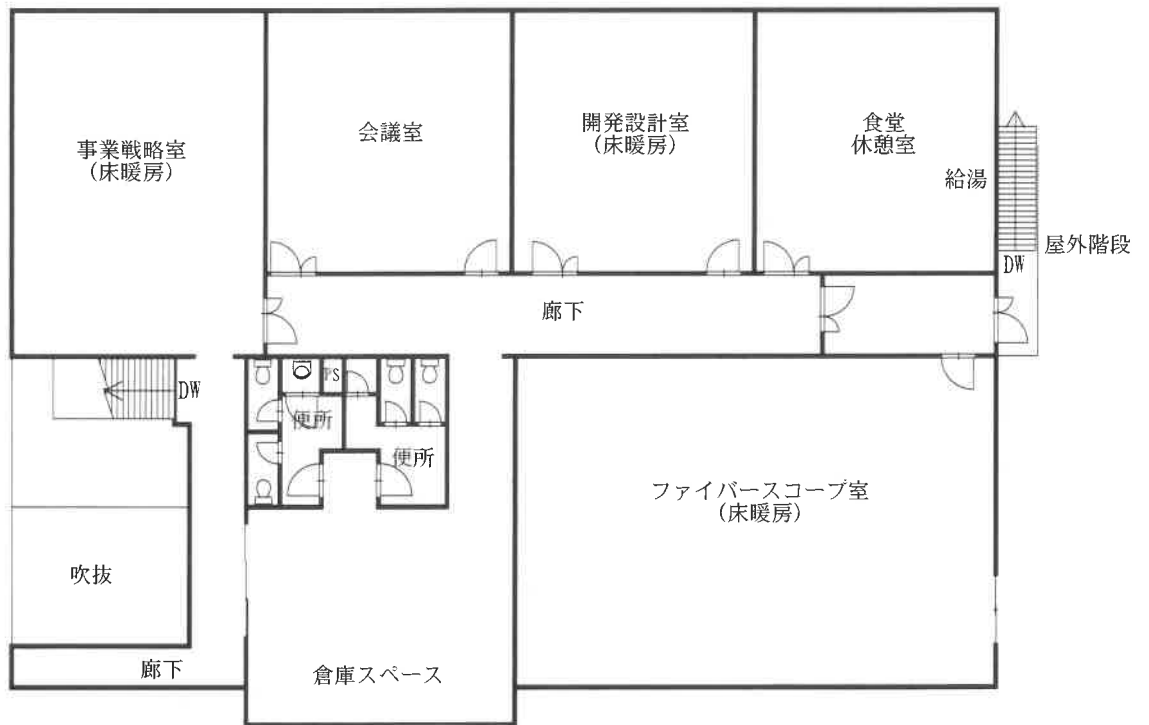 事業戦略室
(床暖房)
会議室
開発設計室
(床暖房)
食堂
休憩室
給湯
屋外階段
DW
廊下
DW
PS
便所
便所
ファイバースコープ室
(床暖房)
吹抜
廊下
倉庫スペース